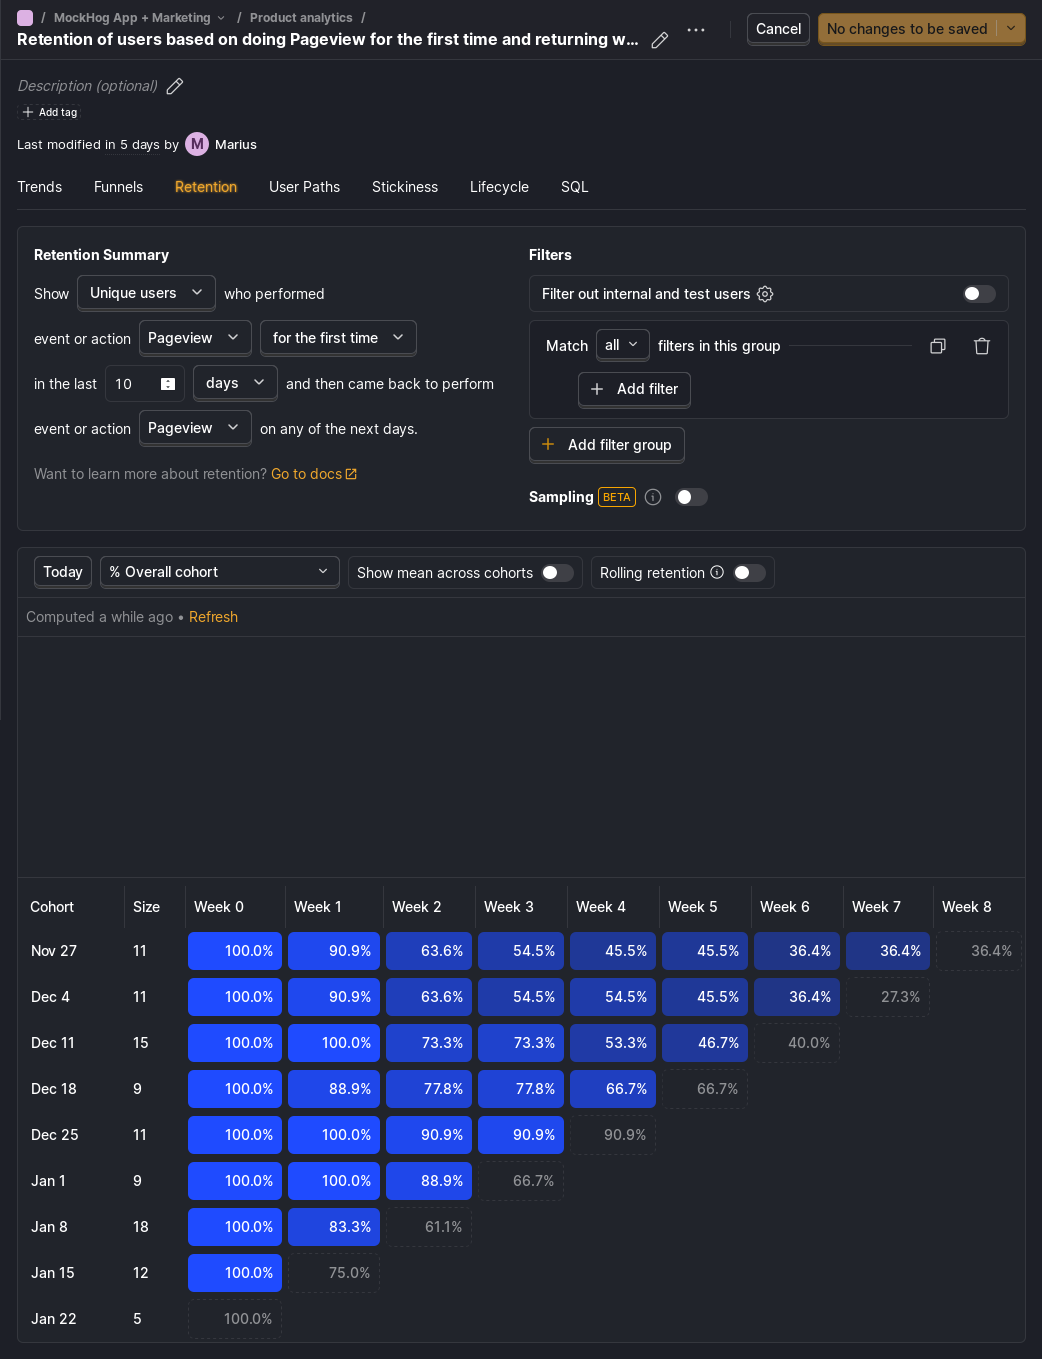 / MockHog App + Marketing / Product analytics /
Retention of users based on doing Pageview for the first time and returning w...
Cancel
No changes to be saved
Description (optional)
Add tag
Last modified in 5 days by M Marius
Trends Funnels Retention User Paths Stickiness Lifecycle SQL
Retention Summary
Show Unique users who performed
event or action Pageview for the first time
in the last 10 days and then came back to perform
event or action Pageview on any of the next days.
Want to learn more about retention? Go to docs
Filters
Filter out internal and test users
Match all filters in this group
Add filter
Add filter group
Sampling BETA
Today % Overall cohort Show mean across cohorts Rolling retention
Computed a while ago • Refresh
Cohort Size Week 0 Week 1 Week 2 Week 3 Week 4 Week 5 Week 6 Week 7 Week 8
Nov 27 11 100.0% 90.9% 63.6% 54.5% 45.5% 45.5% 36.4% 36.4% 36.4%
Dec 4 11 100.0% 90.9% 63.6% 54.5% 54.5% 45.5% 36.4% 27.3%
Dec 11 15 100.0% 100.0% 73.3% 73.3% 53.3% 46.7% 40.0%
Dec 18 9 100.0% 88.9% 77.8% 77.8% 66.7% 66.7%
Dec 25 11 100.0% 100.0% 90.9% 90.9% 90.9%
Jan 1 9 100.0% 100.0% 88.9% 66.7%
Jan 8 18 100.0% 83.3% 61.1%
Jan 15 12 100.0% 75.0%
Jan 22 5 100.0%